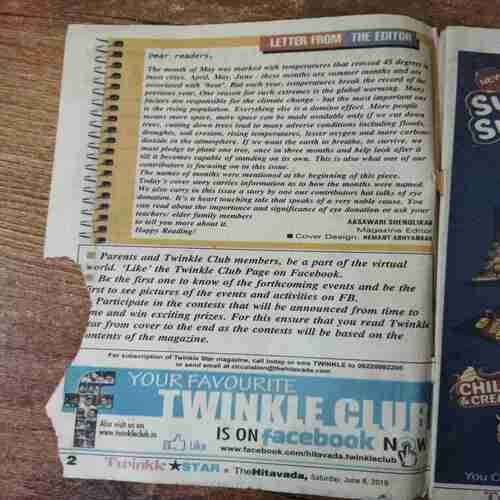 LETTER FROM THE EDITOR
Dear readers,
The month of May was marked with temperatures that crossed 45 degrees in
most cities. April, May, June - these months are summer months and are
associated with 'heat'. But each year, temperatures break the record of the
previous year. One reason for such extremes is the global warming. Many
factors are responsible for the climate change - but the most important one
is the rising population. Everything else is a domino effect. More people
means more space, more space can be made available only if we cut down
trees, cutting down trees lead to many adverse conditions including floods,
droughts, soil erosion, rising temperatures, lesser oxygen and more carbon
dioxide in the atmosphere. If we want the earth to breathe, to survive, we
must pledge to plant one tree, once in three months and help look after it
till it becomes capable of standing on its own. This is also what one of our
contributors is focusing on in this issue.
The names of months were mentioned at the beginning of this piece.
Today's cover story carries information as to how the months were named.
We also carry in this issue a story by one our contributors hat talks of eye
donation. It's a heart touching tale that speaks of a very noble cause. You
can read about the importance and significance of eye donation or ask your
teachers/ elder family members
to tell you more about it.
Happy Reading!
AASAWARI SHENOLIKAR
Magazine Editor
Cover Design: HEMANT ADHYARBAR
Parents and Twinkle Club members, be a part of the virtual
world. 'Like' the Twinkle Club Page on Facebook.
Be the first one to know of the forthcoming events and be the
first to see pictures of the events and activities on FB.
Participate in the contests that will be announced from time to
me and win exciting prizes. For this ensure that you read Twinkle
tar from cover to the end as the contests will be based on the
ontents of the magazine.
For subscription of Twinkle Star magazine, call today or sms TWINKLE to
or send email at circulation@thehitavada.com
YOUR FAVOURITE
TWINKLE CLUB
IS ON facebook NOW
Also visit us on
www.twinkleclub.in
Like
www.facebook.com/hitavada.twinkleclub
2 Twinkle STAR The Hitavada, Saturday, June 8, 2019
CHI
& CREA
You c